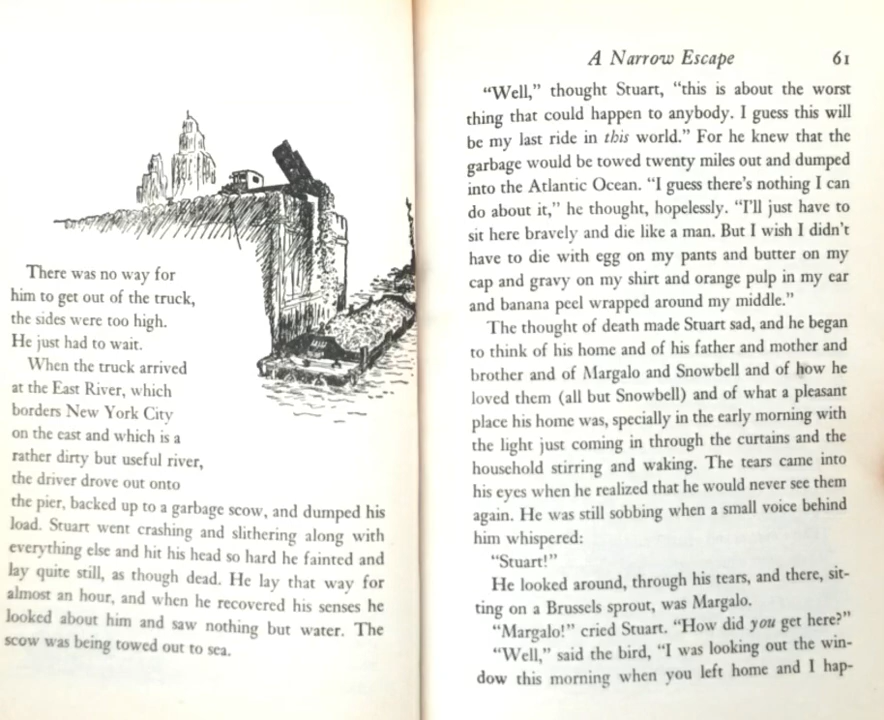 There was no way for
him to get out of the truck,
the sides were too high.
He just had to wait.
When the truck arrived
at the East River, which
borders New York City
on the east and which is a
rather dirty but useful river,
the driver drove out onto
the pier, backed up to a garbage scow, and dumped his
load. Stuart went crashing and slithering along with
everything else and hit his head so hard he fainted and
lay quite still, as though dead. He lay that way for
almost an hour, and when he recovered his senses he
looked about him and saw nothing but water. The
scow was being towed out to sea.
A Narrow Escape 61
“Well,” thought Stuart, “this is about the worst
thing that could happen to anybody. I guess this will
be my last ride in this world.” For he knew that the
garbage would be towed twenty miles out and dumped
into the Atlantic Ocean. “I guess there’s nothing I can
do about it,” he thought, hopelessly. “I’ll just have to
sit here bravely and die like a man. But I wish I didn’t
have to die with egg on my pants and butter on my
cap and gravy on my shirt and orange pulp in my ear
and banana peel wrapped around my middle.”
The thought of death made Stuart sad, and he began
to think of his home and of his father and mother and
brother and of Margalo and Snowbell and of how he
loved them (all but Snowbell) and of what a pleasant
place his home was, specially in the early morning with
the light just coming in through the curtains and the
household stirring and waking. The tears came into
his eyes when he realized that he would never see them
again. He was still sobbing when a small voice behind
him whispered:
“Stuart!”
He looked around, through his tears, and there, sit-
ting on a Brussels sprout, was Margalo.
“Margalo!” cried Stuart. “How did you get here?”
“Well,” said the bird, “I was looking out the win-
dow this morning when you left home and I hap-